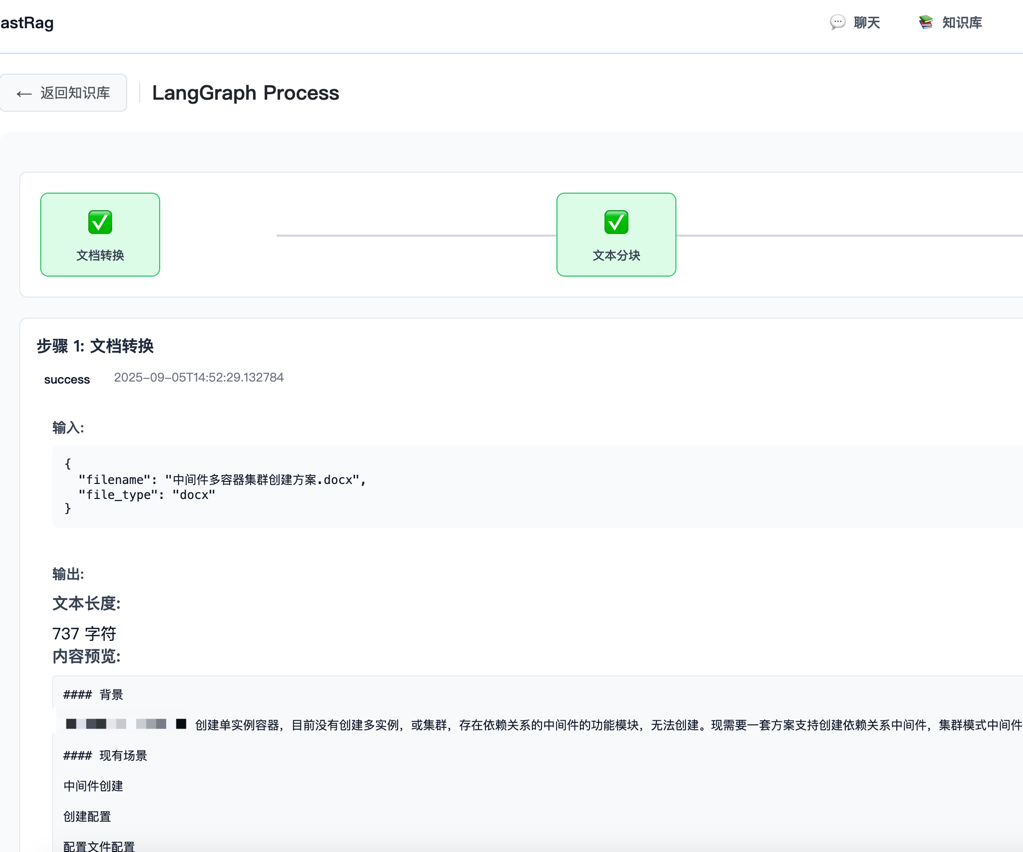 astRag
聊天
知识库
← 返回知识库
LangGraph Process
文档转换
文本分块
步骤 1: 文档转换
success
2025-09-05T14:52:29.132784
输入:
{
"filename": "中间件多容器集群创建方案.docx",
"file_type": "docx"
}
输出:
文本长度:
737 字符
内容预览:
#### 背景
创建单实例容器，目前没有创建多实例，或集群，存在依赖关系的中间件的功能模块，无法创建。现需要一套方案支持创建依赖关系中间件，集群模式中间件
#### 现有场景
中间件创建
创建配置
配置文件配置